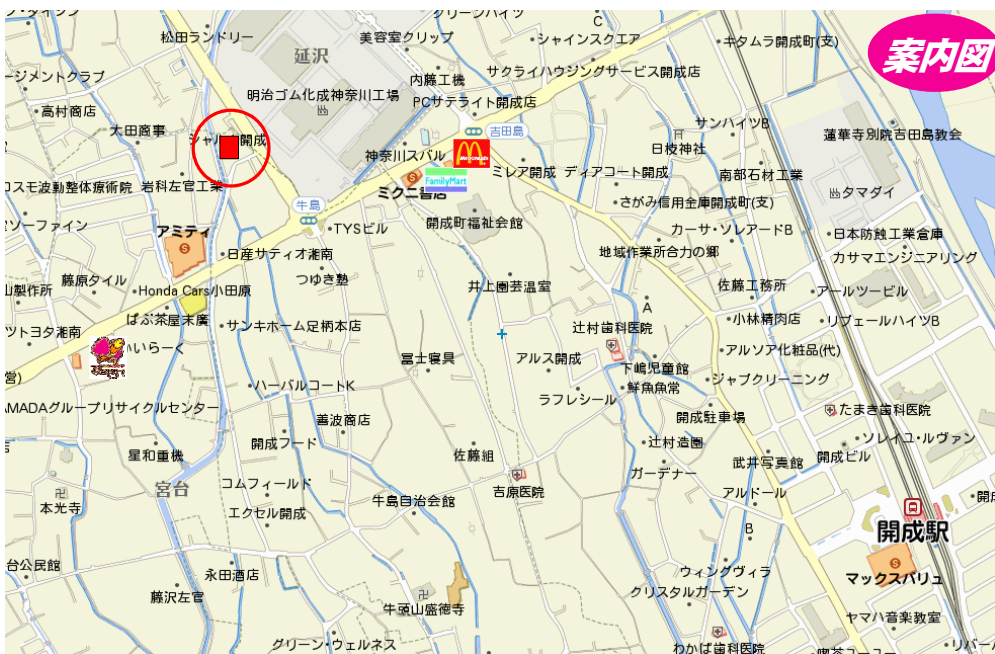 案内図
グリーンハイツ
C
松田ランドリー
延沢
美容室クリップ
シャインスクエア
キタムラ開成町(支)
内藤工機
サクライハウジングサービス開成店
ージメントクラブ
明治ゴム化成神奈川工場
PCサテライト開成店
高村商店
サンハイツB
大田商事
吉田島
蓮華寺別院吉田島教会
日枝神社
神奈川スバル
McDonald's
FamilyMart
ミレア開成
ディアコート開成
南部石材工業
コスモ波動整体療術院
岩科左官工業
タマダイ
牛島
さがみ信用金庫開成町(支)
ゾーファイン
TYSビル
開成町福祉会館
カーサ・ソレアードB
日本防蝕工業倉庫
アミティ
日産サティオ湘南
地域作業所合力の郷
カサマエンジニアリング
藤原タイル
つゆき塾
井上園芸温室
佐藤工務所
山製作所
Honda Cars小田原
アールツービル
A
ツトヨタ湘南
ばぶ茶屋末廣
サンキホーム足柄本店
辻村歯科医院
小林精肉店
リヴェールハイツB
いらーく
冨士寝具
アルス開成
アルソア化粧品(代)
下嶋児童館
営)
ハーバルコートK
鮮魚魚常
ジャブクリーニング
ラフレシール
AMADAグループリサイクルセンター
善波商店
開成駐車場
たまき歯科医院
開成フード
辻村造園
ソレイユ・ルヴァン
星和重機
佐藤組
武井写真館
開成ビル
宮台
コムフィールド
吉原医院
ガーデナー
アルドール
本光寺
牛島自治会館
エクセル開成
B
開成駅
台公民館
永田酒店
ウィングヴィラ
マックスバリュ
クリスタルガーデン
藤沢左官
牛頭山盛徳寺
ヤマハ音楽教室
グリーン・ウェルネス
わかば歯科医院